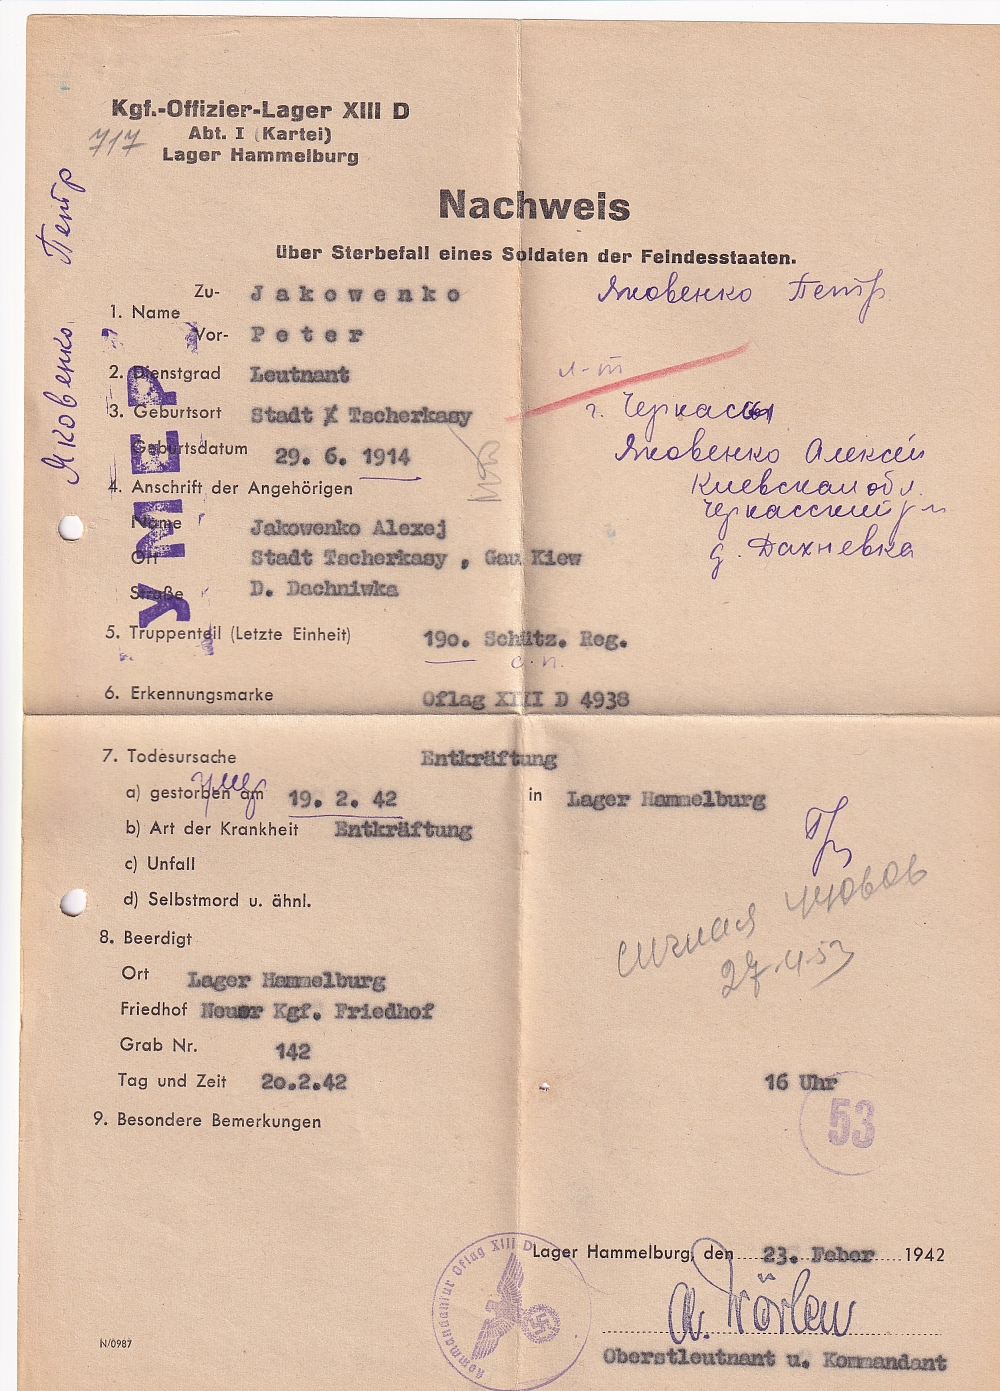 Kgf.-Offizier-Lager XIII D
Abt. I (Kartei)
717
Lager Hammelburg
Яковенко Петр
Nachweis
über Sterbefall eines Soldaten der Feindesstaaten.
1. Name
Zu- Jakowenko
Яковенко Петр
Vor- Peter
УМЕР
2. Dienstgrad Leutnant
л-т
3. Geburtsort Stadt Tscherkasy
г. Черкассы
Geburtsdatum 29. 6. 1914
Яковенко Алексей
4. Anschrift der Angehörigen
Киевская обл.
Черкасский р-н
Name Jakowenko Alexej
Ort Stadt Tscherkasy , Gau Kiew
д. Дахневка
Straße D. Dachniwka
5. Truppenteil (Letzte Einheit) 190. Schütz. Reg.
с.п.
6. Erkennungsmarke Oflag XIII D 4938
7. Todesursache Entkräftung
a) gestorben am 19. 2. 42 in Lager Hammelburg
b) Art der Krankheit Entkräftung
c) Unfall
d) Selbstmord u. ähnl.
8. Beerdigt
27.4.53
Ort Lager Hammelburg
Friedhof Neuer Kgf. Friedhof
Grab Nr. 142
Tag und Zeit 20.2.42 16 Uhr
53
9. Besondere Bemerkungen
Kommandantur Oflag XIII D
Lager Hammelburg, den 23. Feber 1942
N/0987
Oberstleutnant u. Kommandant